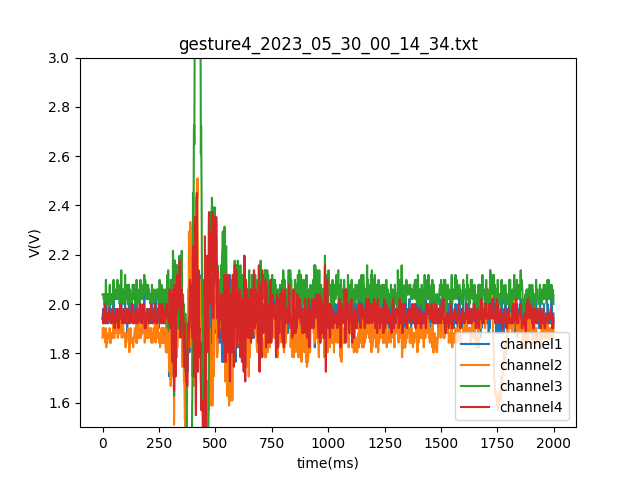 gesture4_2023_05_30_00_14_34.txt
3.0
2.8
2.6
2.4
2.2
2.0
1.8
1.6
V(V)
0 250 500 750 1000 1250 1500 1750 2000
time(ms)
channel1
channel2
channel3
channel4